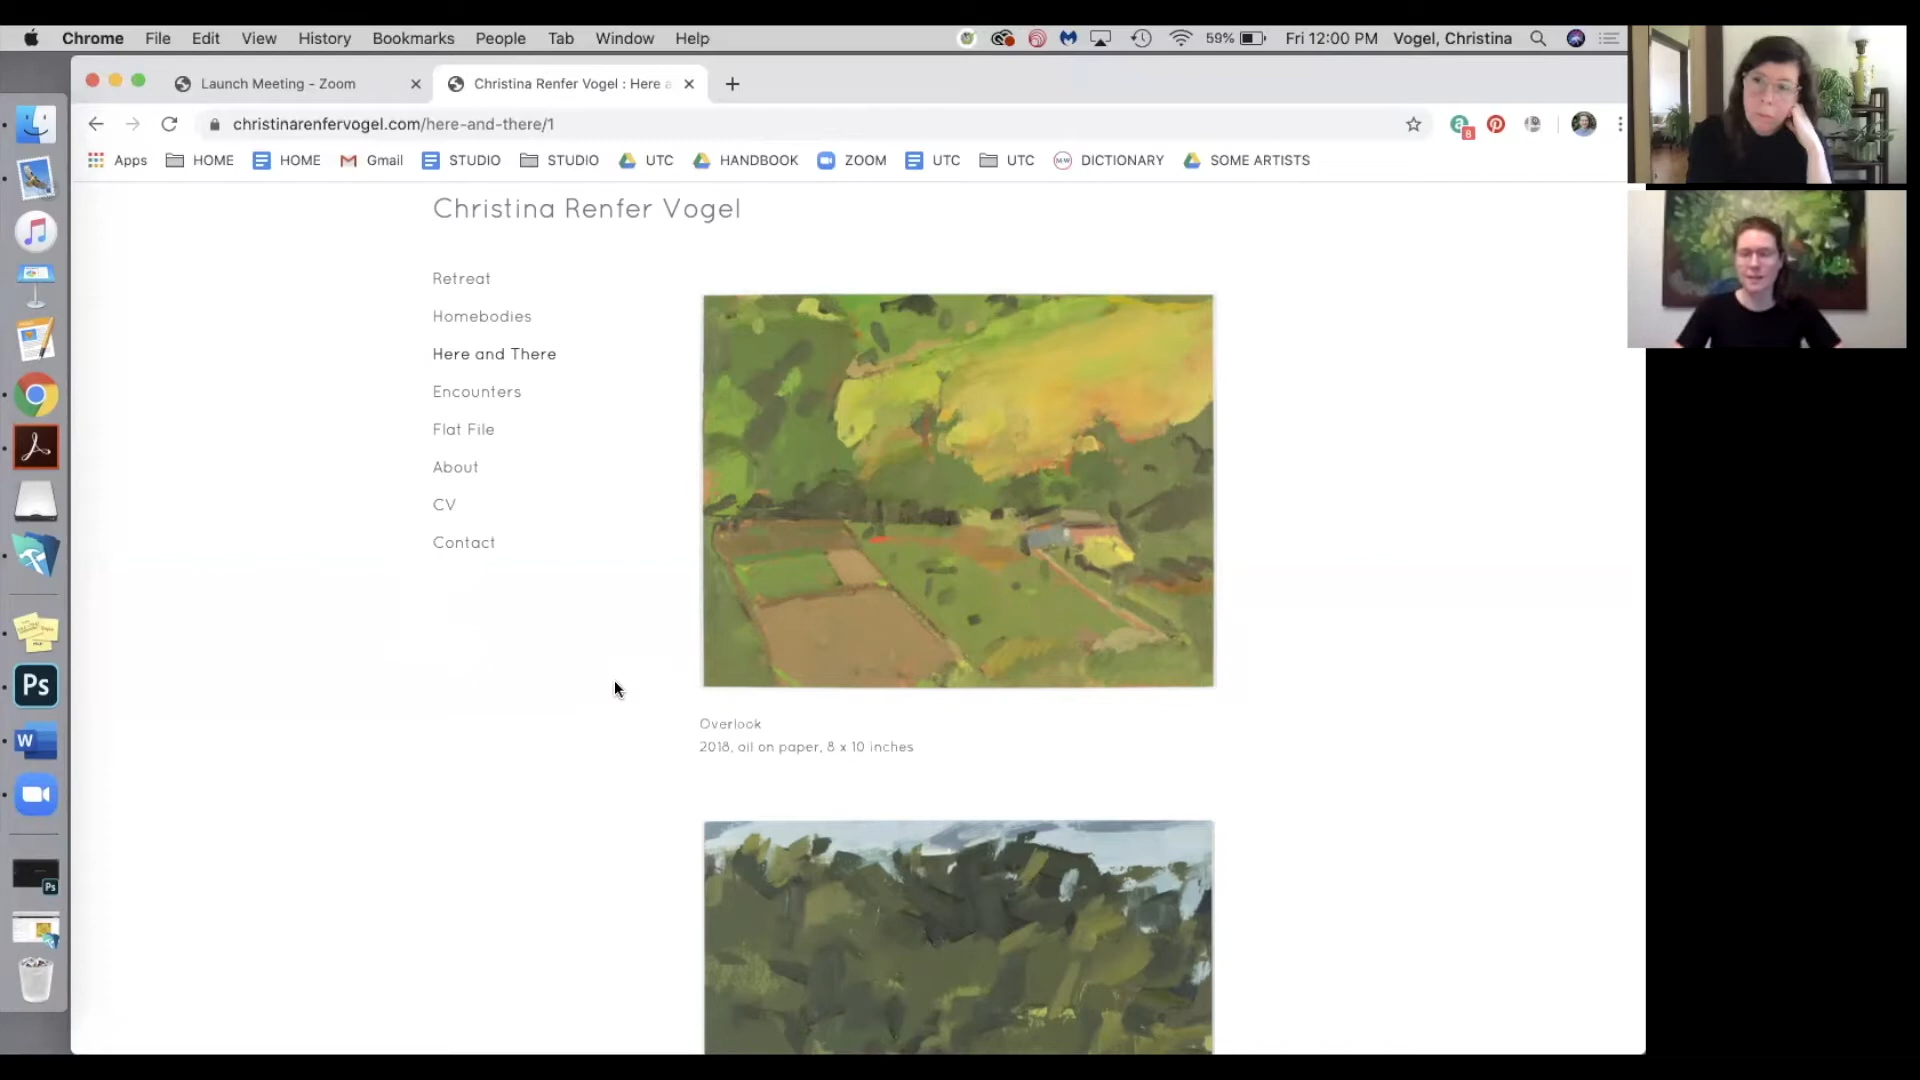 Chrome File Edit View History Bookmarks People Tab Window Help 59% Fri 12:00 PM Vogel, Christina
Launch Meeting - Zoom
Christina Renfer Vogel : Here a
christinarenfervogel.com/here-and-there/1
8
Apps HOME HOME Gmail STUDIO STUDIO UTC HANDBOOK ZOOM UTC UTC DICTIONARY SOME ARTISTS
Christina Renfer Vogel
Retreat
Homebodies
Here and There
Encounters
Flat File
About
CV
Contact
Overlook
2018, oil on paper, 8 x 10 inches
Ps
W
Ps